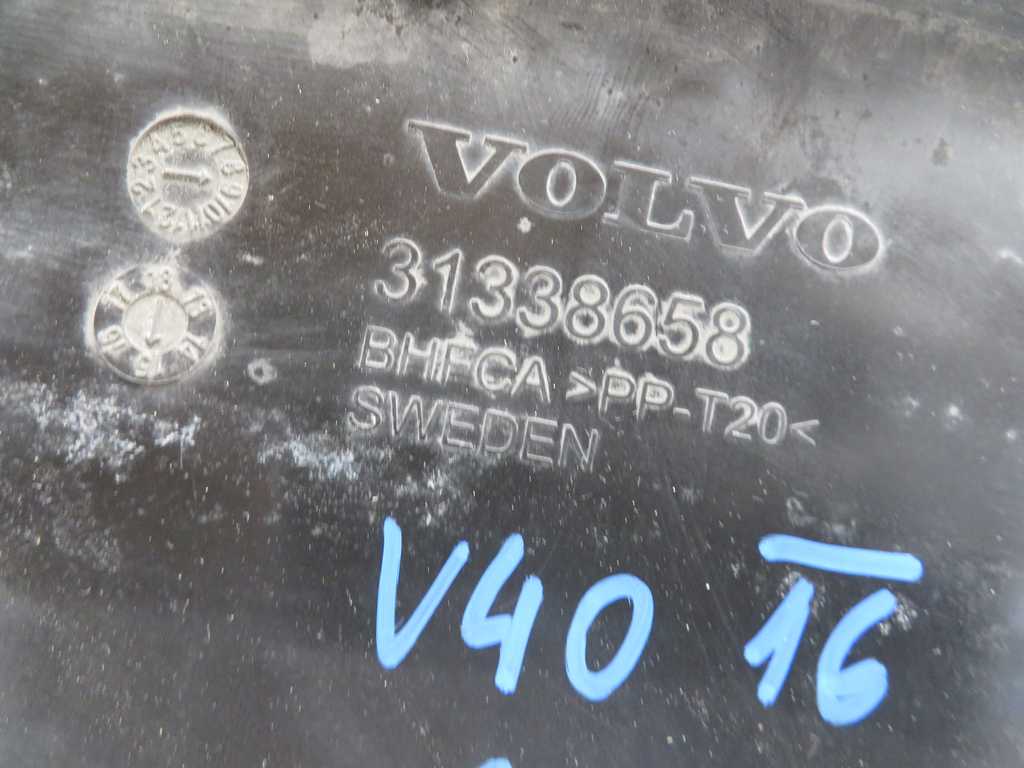 VOLVO
31338658
BHFCA >PP-T20<
SWEDEN
V40 16